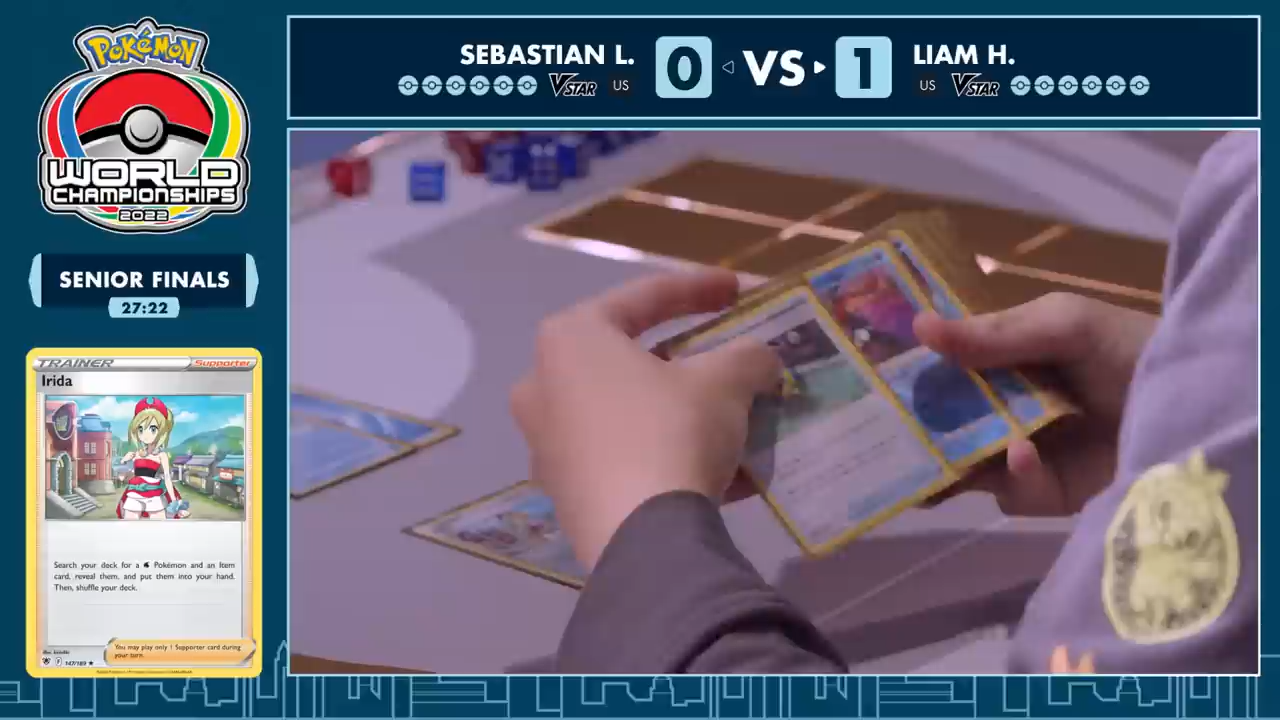 Pokémon
WORLD
CHAMPIONSHIPS
2022
SENIOR FINALS
27:22
SEBASTIAN L.
VSTAR US
0
VS
1
LIAM H.
US VSTAR
TRAINER Supporter
Irida
Search your deck for a Pokémon and an Item
card, reveal them, and put them into your hand.
Then, shuffle your deck.
You may play only 1 Supporter card during
your turn.
147/189